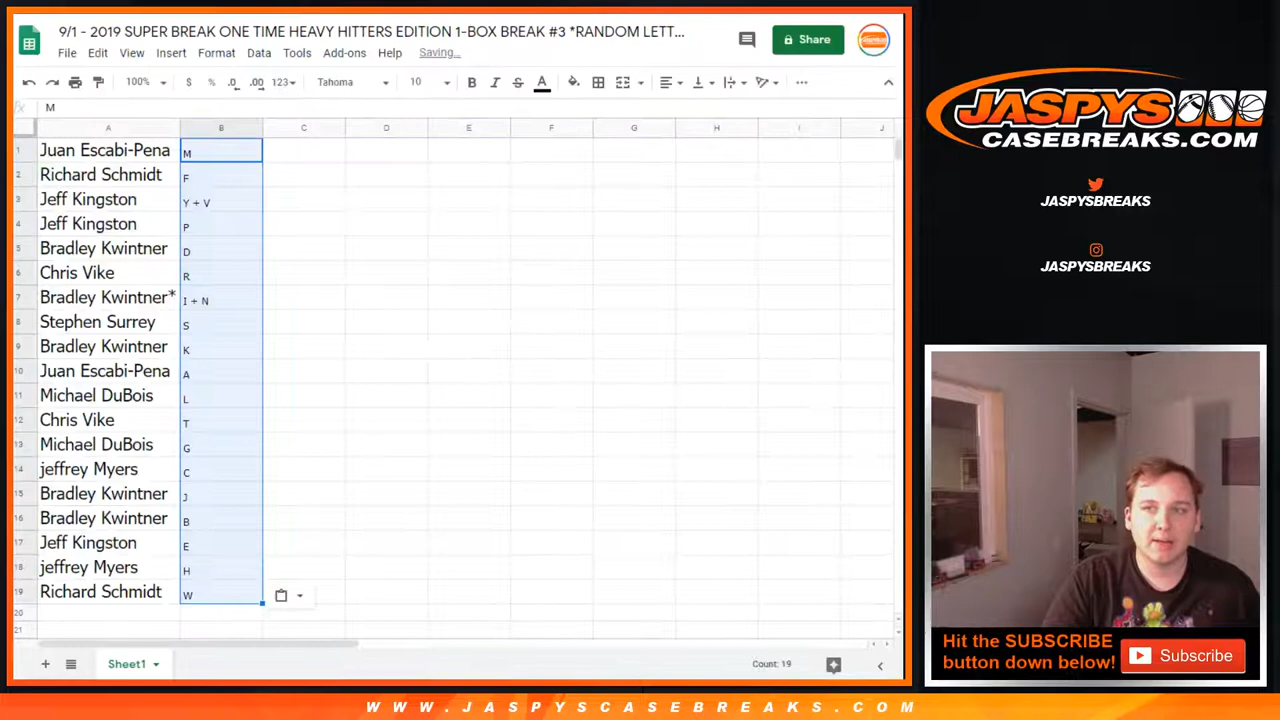 9/1 - 2019 SUPER BREAK ONE TIME HEAVY HITTERS EDITION 1-BOX BREAK #3 *RANDOM LETT...
File Edit View Insert Format Data Tools Add-ons Help Saving...
Share
100% $ % .0 .00 123 Tahoma 10 B I S A
fx M
A B C D E F G H I J
1 Juan Escabi-Pena M
2 Richard Schmidt F
3 Jeff Kingston Y + V
4 Jeff Kingston P
5 Bradley Kwintner D
6 Chris Vike R
7 Bradley Kwintner* I + N
8 Stephen Surrey S
9 Bradley Kwintner K
10 Juan Escabi-Pena A
11 Michael DuBois L
12 Chris Vike T
13 Michael DuBois G
14 jeffrey Myers C
15 Bradley Kwintner J
16 Bradley Kwintner B
17 Jeff Kingston E
18 jeffrey Myers H
19 Richard Schmidt W
20
21
Sheet1
Count: 19
JASPYS
CASEBREAKS.COM
JASPYSBREAKS
JASPYSBREAKS
Hit the SUBSCRIBE
button down below!
Subscribe
WWW.JASPYSCASEBREAKS.COM